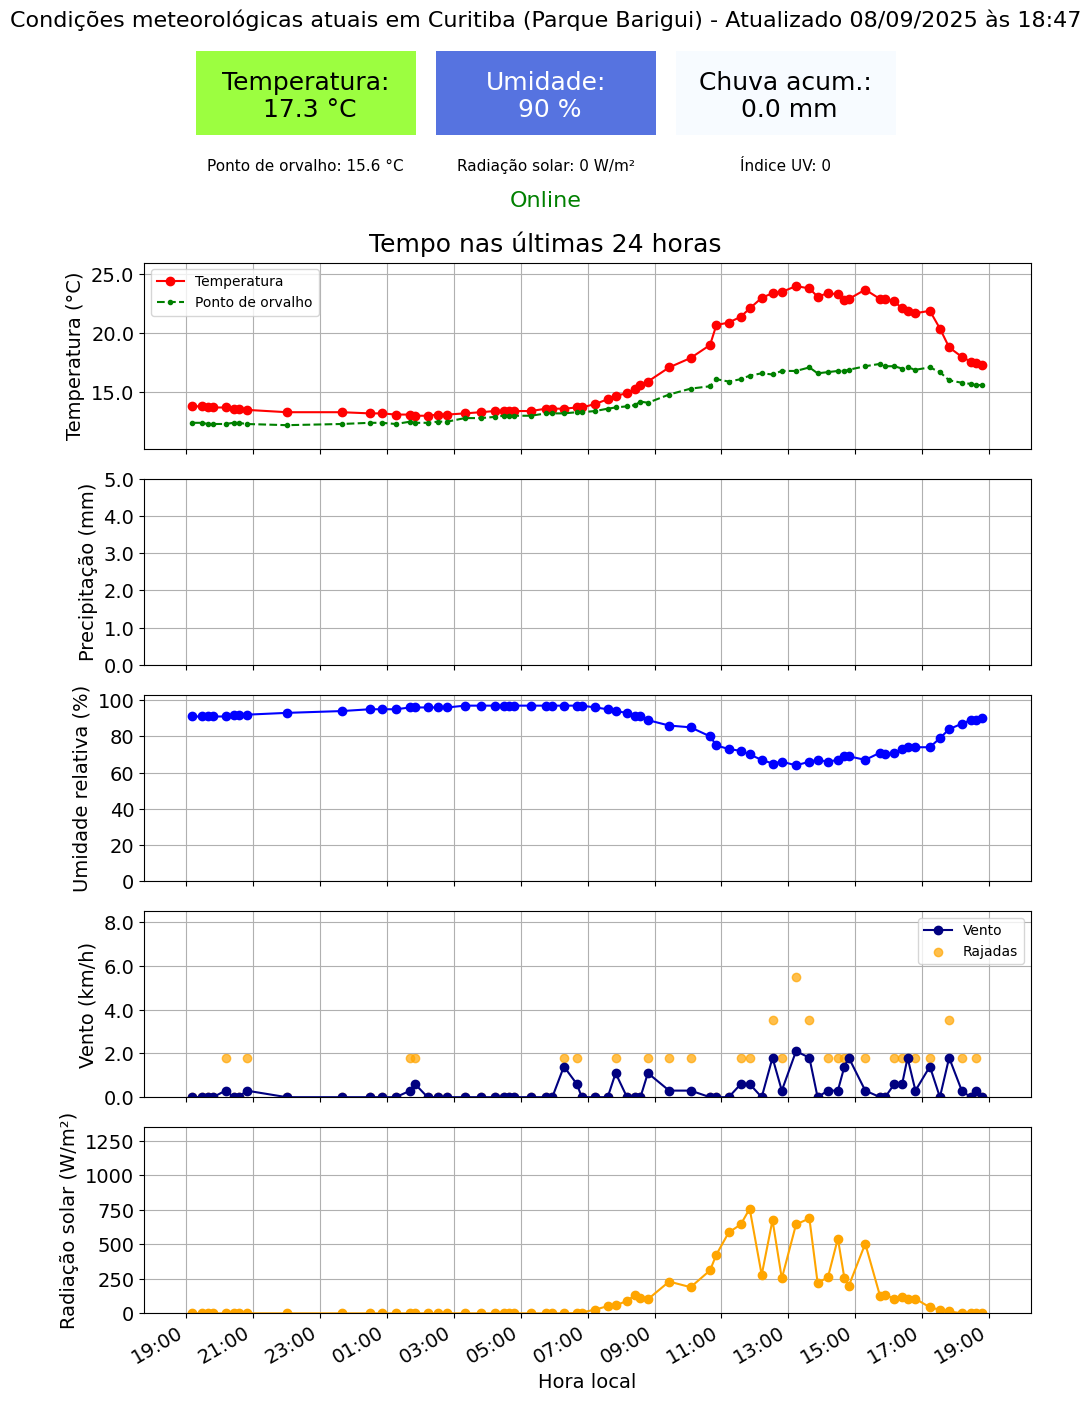 Condições meteorológicas atuais em Curitiba (Parque Barigui) - Atualizado 08/09/2025 às 18:47
Temperatura:
17.3 °C
Umidade:
90 %
Chuva acum.:
0.0 mm
Ponto de orvalho: 15.6 °C
Radiação solar: 0 W/m²
Índice UV: 0
Online
Tempo nas últimas 24 horas
Temperatura (°C)
25.0
20.0
15.0
Temperatura
Ponto de orvalho
Precipitação (mm)
5.0
4.0
3.0
2.0
1.0
0.0
Umidade relativa (%)
100
80
60
40
20
0
Vento (km/h)
8.0
6.0
4.0
2.0
0.0
Vento
Rajadas
Radiação solar (W/m²)
1250
1000
750
500
250
0
19:00 21:00 23:00 01:00 03:00 05:00 07:00 09:00 11:00 13:00 15:00 17:00 19:00
Hora local